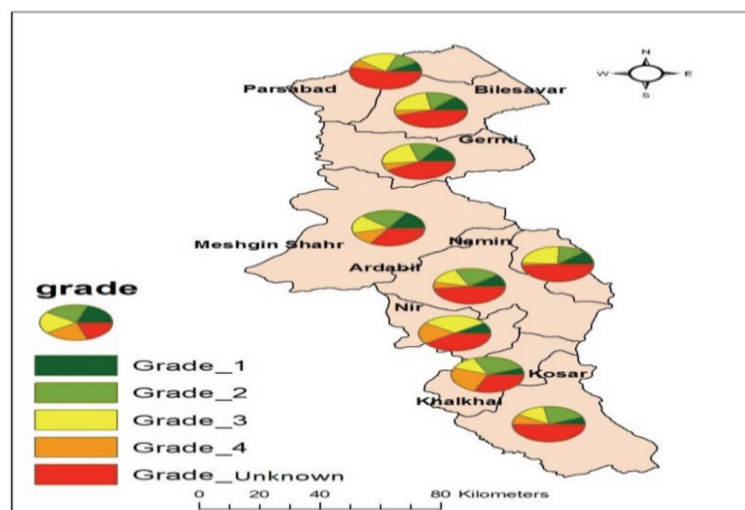 N
W E
S
Parsabad
Bilesavar
Germi
Meshgin Shahr
Namin
Ardabil
Nir
Kosar
Khalkhal
grade
Grade_1
Grade_2
Grade_3
Grade_4
Grade_Unknown
0 20 40 80 Kilometers